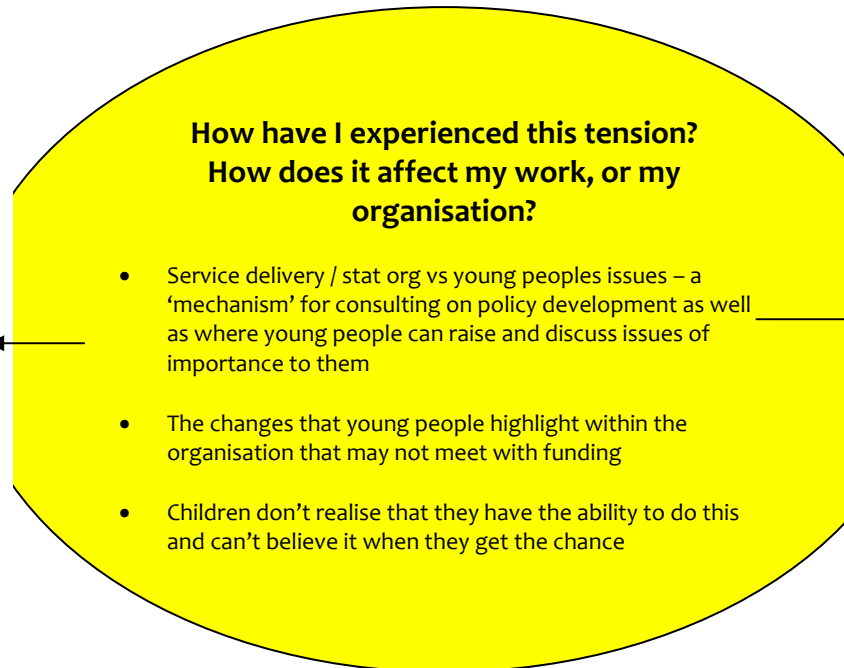 How have I experienced this tension?
How does it affect my work, or my
organisation?
• Service delivery / stat org vs young peoples issues – a
‘mechanism’ for consulting on policy development as well
as where young people can raise and discuss issues of
importance to them
• The changes that young people highlight within the
organisation that may not meet with funding
• Children don’t realise that they have the ability to do this
and can’t believe it when they get the chance